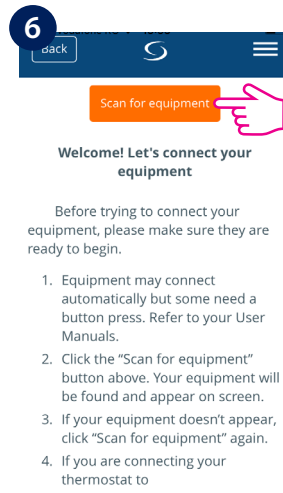 6
Back
Scan for equipment
Welcome! Let's connect your
equipment
Before trying to connect your
equipment, please make sure they are
ready to begin.
1. Equipment may connect
automatically but some need a
button press. Refer to your User
Manuals.
2. Click the “Scan for equipment”
button above. Your equipment will
be found and appear on screen.
3. If your equipment doesn’t appear,
click “Scan for equipment” again.
4. If you are connecting your
thermostat to